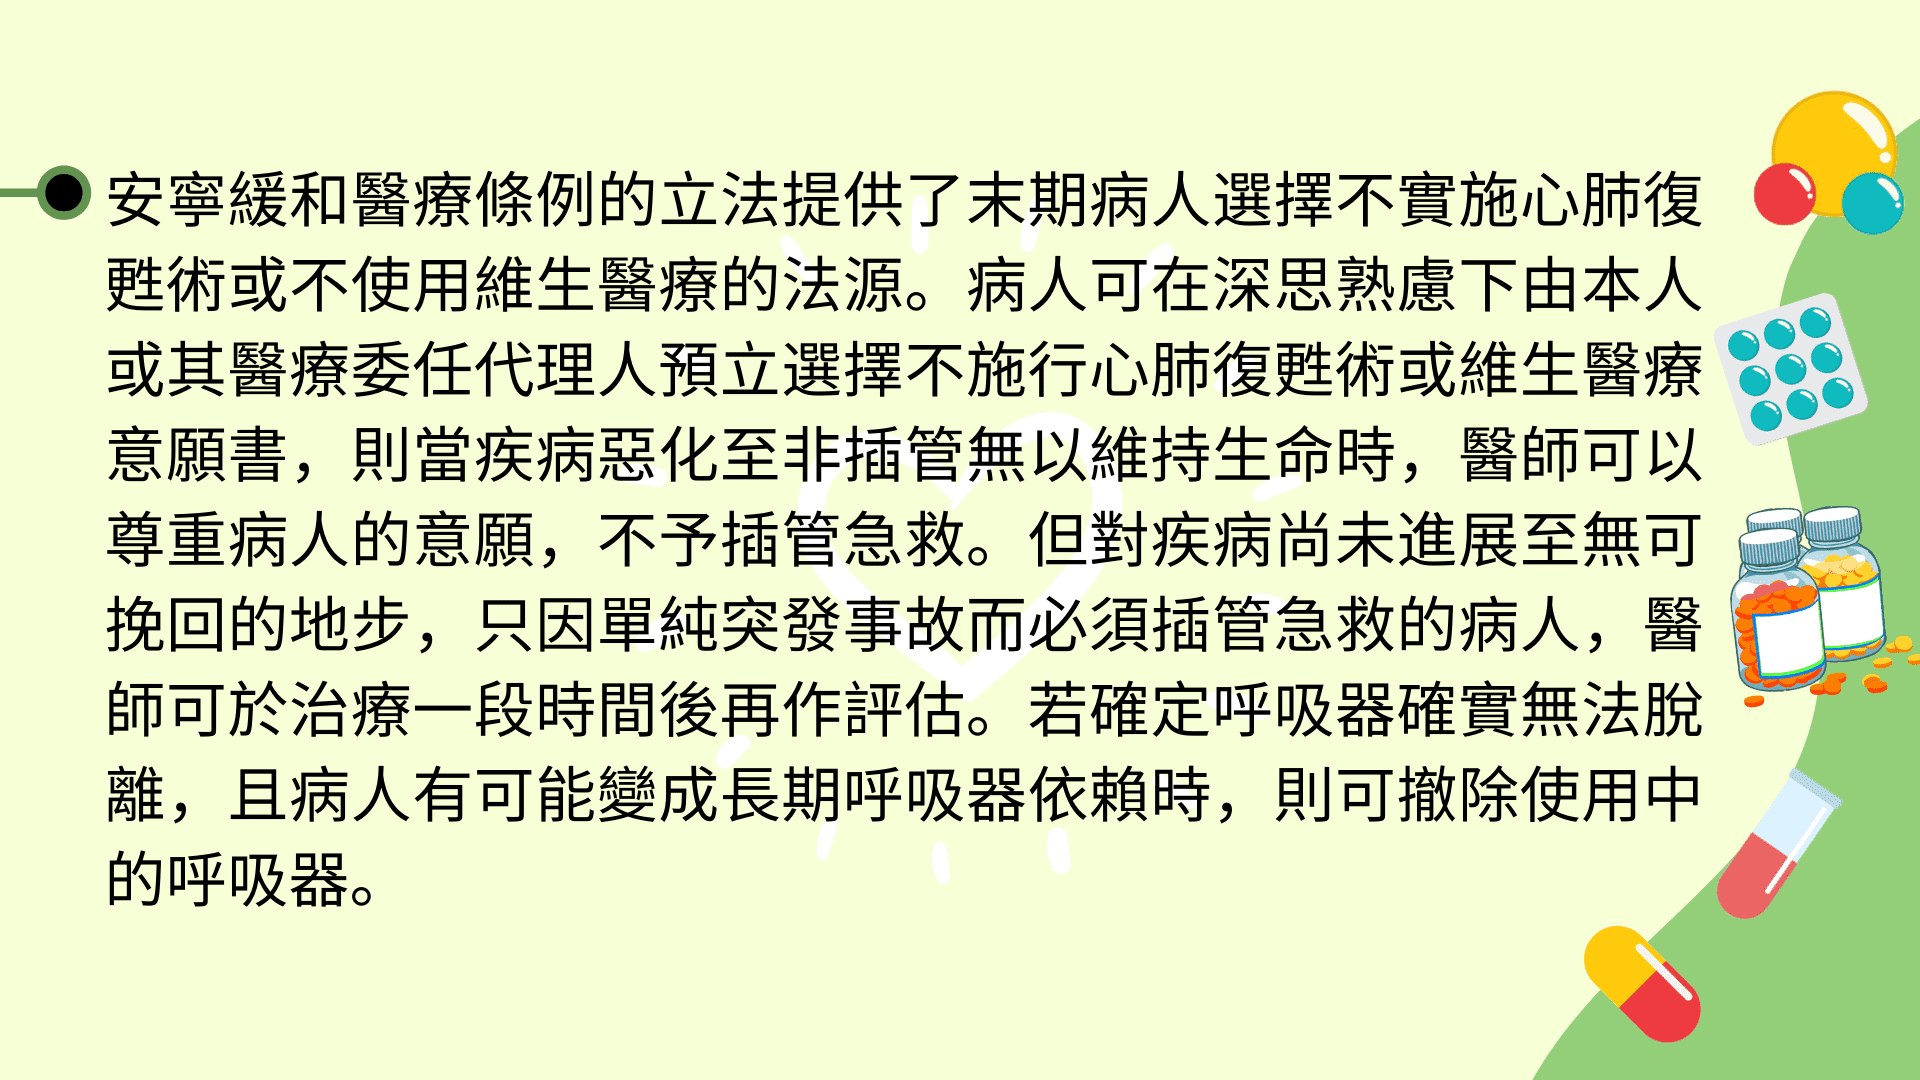 安寧緩和醫療條例的立法提供了末期病人選擇不實施心肺復
甦術或不使用維生醫療的法源。病人可在深思熟慮下由本人
或其醫療委任代理人預立選擇不施行心肺復甦術或維生醫療
意願書，則當疾病惡化至非插管無以維持生命時，醫師可以
尊重病人的意願，不予插管急救。但對疾病尚未進展至無可
挽回的地步，只因單純突發事故而必須插管急救的病人，醫
師可於治療一段時間後再作評估。若確定呼吸器確實無法脫
離，且病人有可能變成長期呼吸器依賴時，則可撤除使用中
的呼吸器。